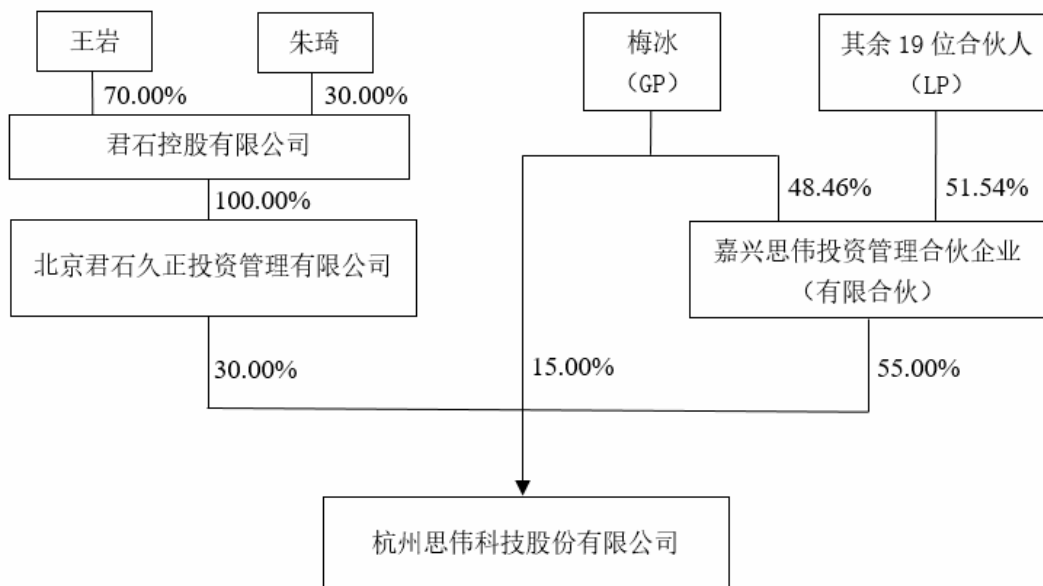 王岩
朱琦
梅冰
（GP）
其余 19 位合伙人
（LP）
70.00%
30.00%
君石控股有限公司
100.00%
48.46%
51.54%
北京君石久正投资管理有限公司
嘉兴思伟投资管理合伙企业
（有限合伙）
30.00%
15.00%
55.00%
杭州思伟科技股份有限公司